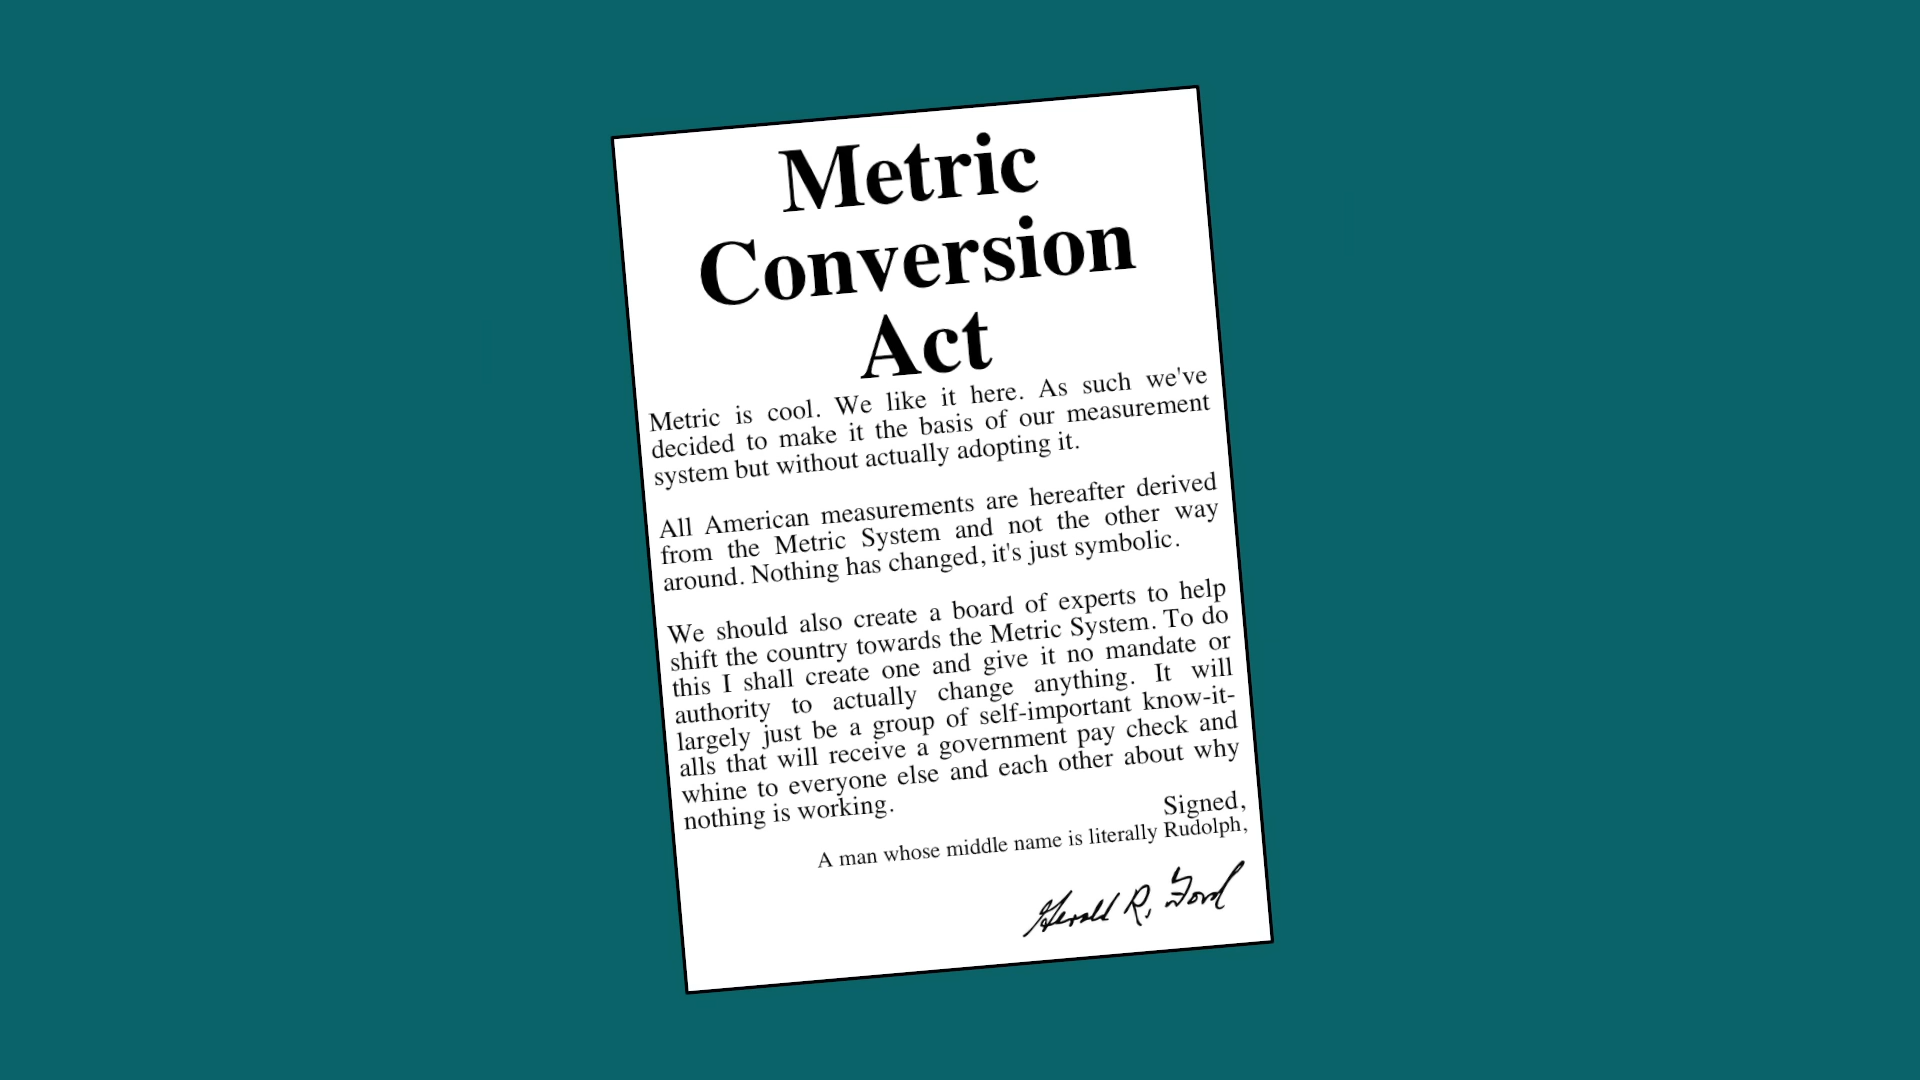 Metric
Conversion
Act
Metric is cool. We like it here. As such we've
decided to make it the basis of our measurement
system but without actually adopting it.
All American measurements are hereafter derived
from the Metric System and not the other way
around. Nothing has changed, it's just symbolic.
We should also create a board of experts to help
shift the country towards the Metric System. To do
this I shall create one and give it no mandate or
authority to actually change anything. It will
largely just be a group of self-important know-it-
alls that will receive a government pay check and
whine to everyone else and each other about why
nothing is working.
Signed,
A man whose middle name is literally Rudolph,
Gerald R. Ford